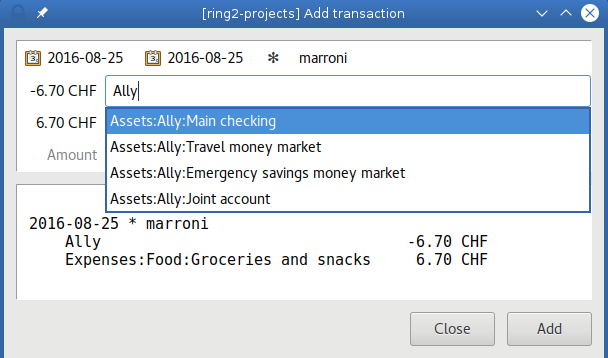 [ring2-projects] Add transaction
2016-08-25 2016-08-25 * marroni
-6.70 CHF Ally
6.70 CHF
Assets:Ally:Main checking
Assets:Ally:Travel money market
Amount
Assets:Ally:Emergency savings money market
Assets:Ally:Joint account
2016-08-25 * marroni
Ally -6.70 CHF
Expenses:Food:Groceries and snacks 6.70 CHF
Close Add